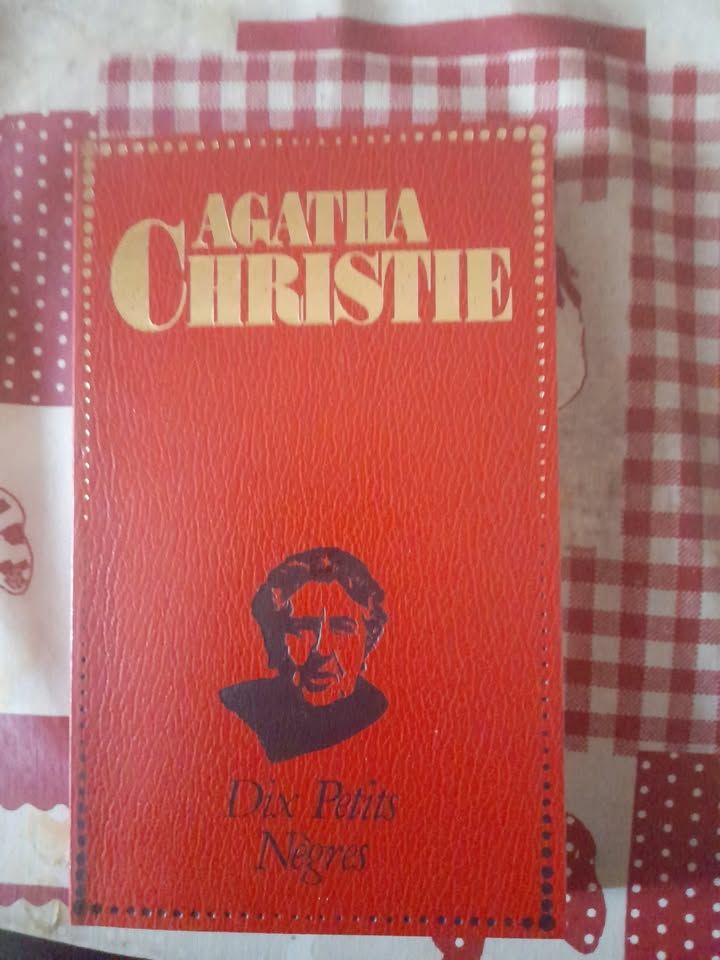 AGATHA
CHRISTIE
Dix Petits
Nègres